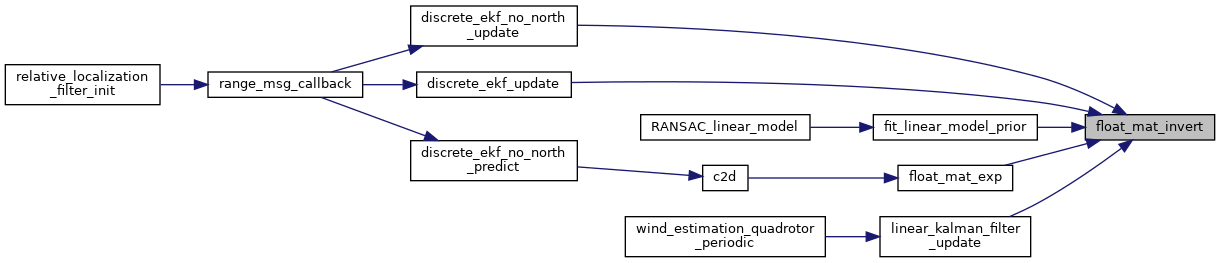 discrete_ekf_no_north
_update
relative_localization
_filter_init
range_msg_callback
discrete_ekf_update
RANSAC_linear_model
fit_linear_model_prior
float_mat_invert
discrete_ekf_no_north
_predict
c2d
float_mat_exp
wind_estimation_quadrotor
_periodic
linear_kalman_filter
_update